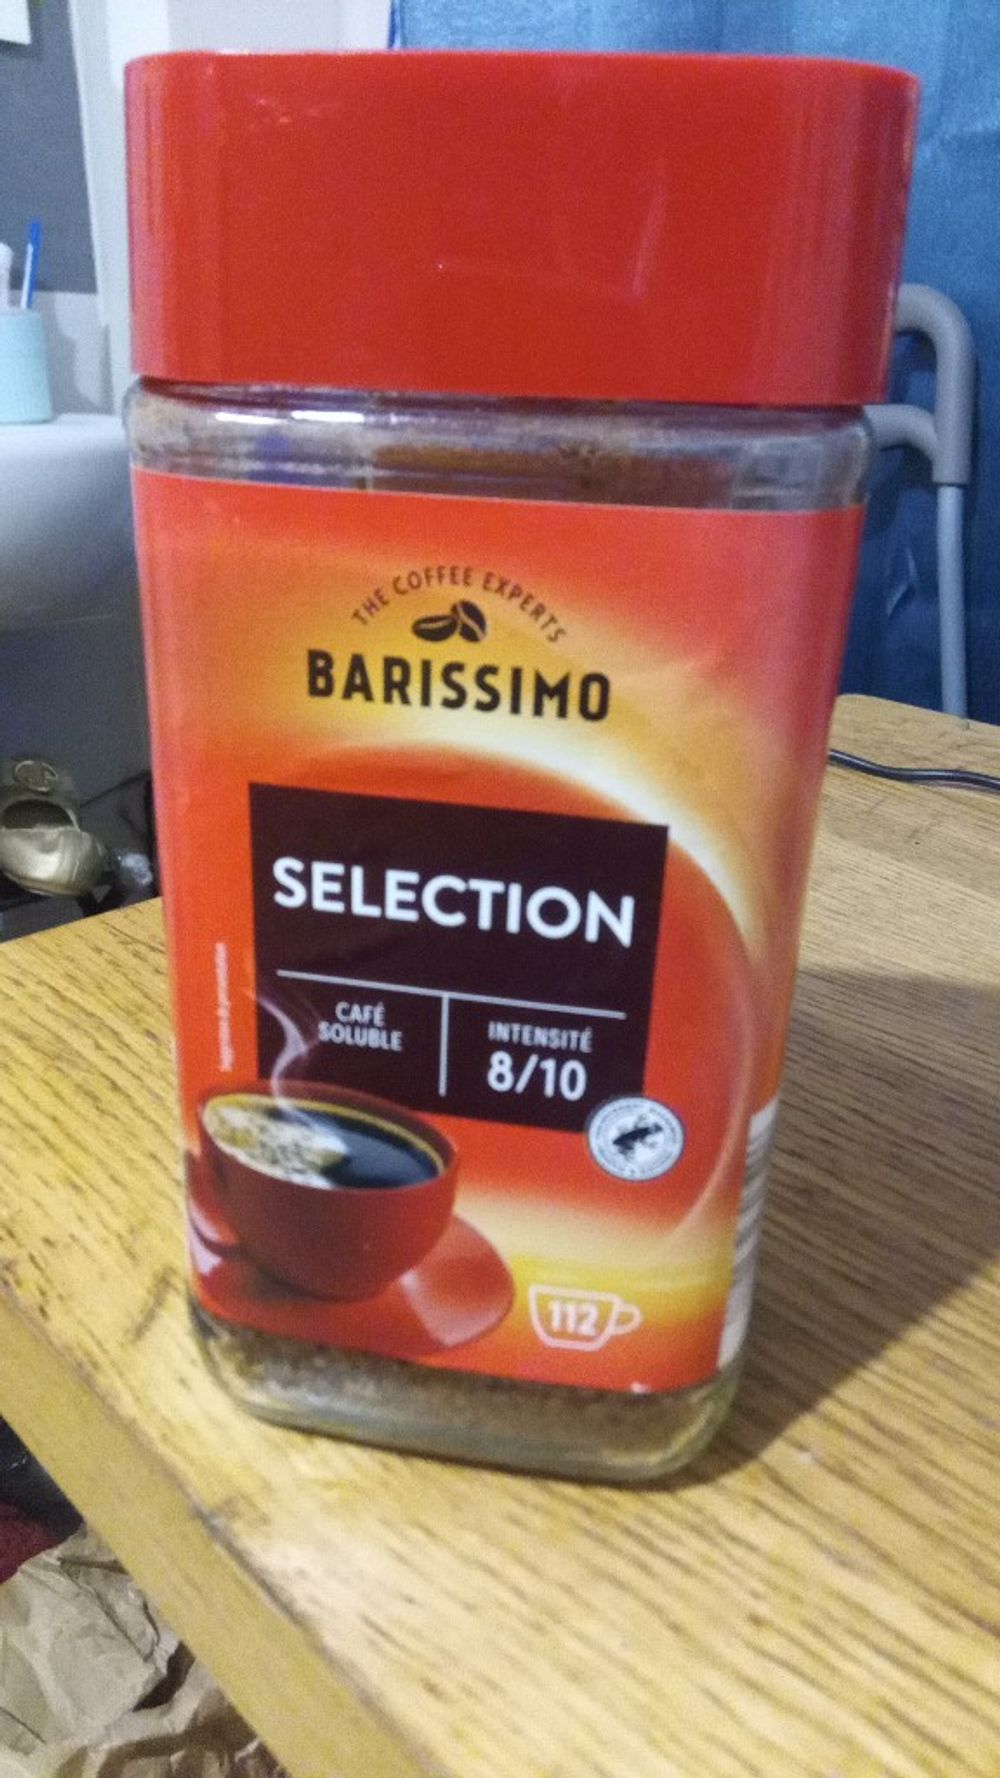 THE COFFEE EXPERTS
BARISSIMO
SELECTION
CAFÉ
SOLUBLE
INTENSITÉ
8/10
112